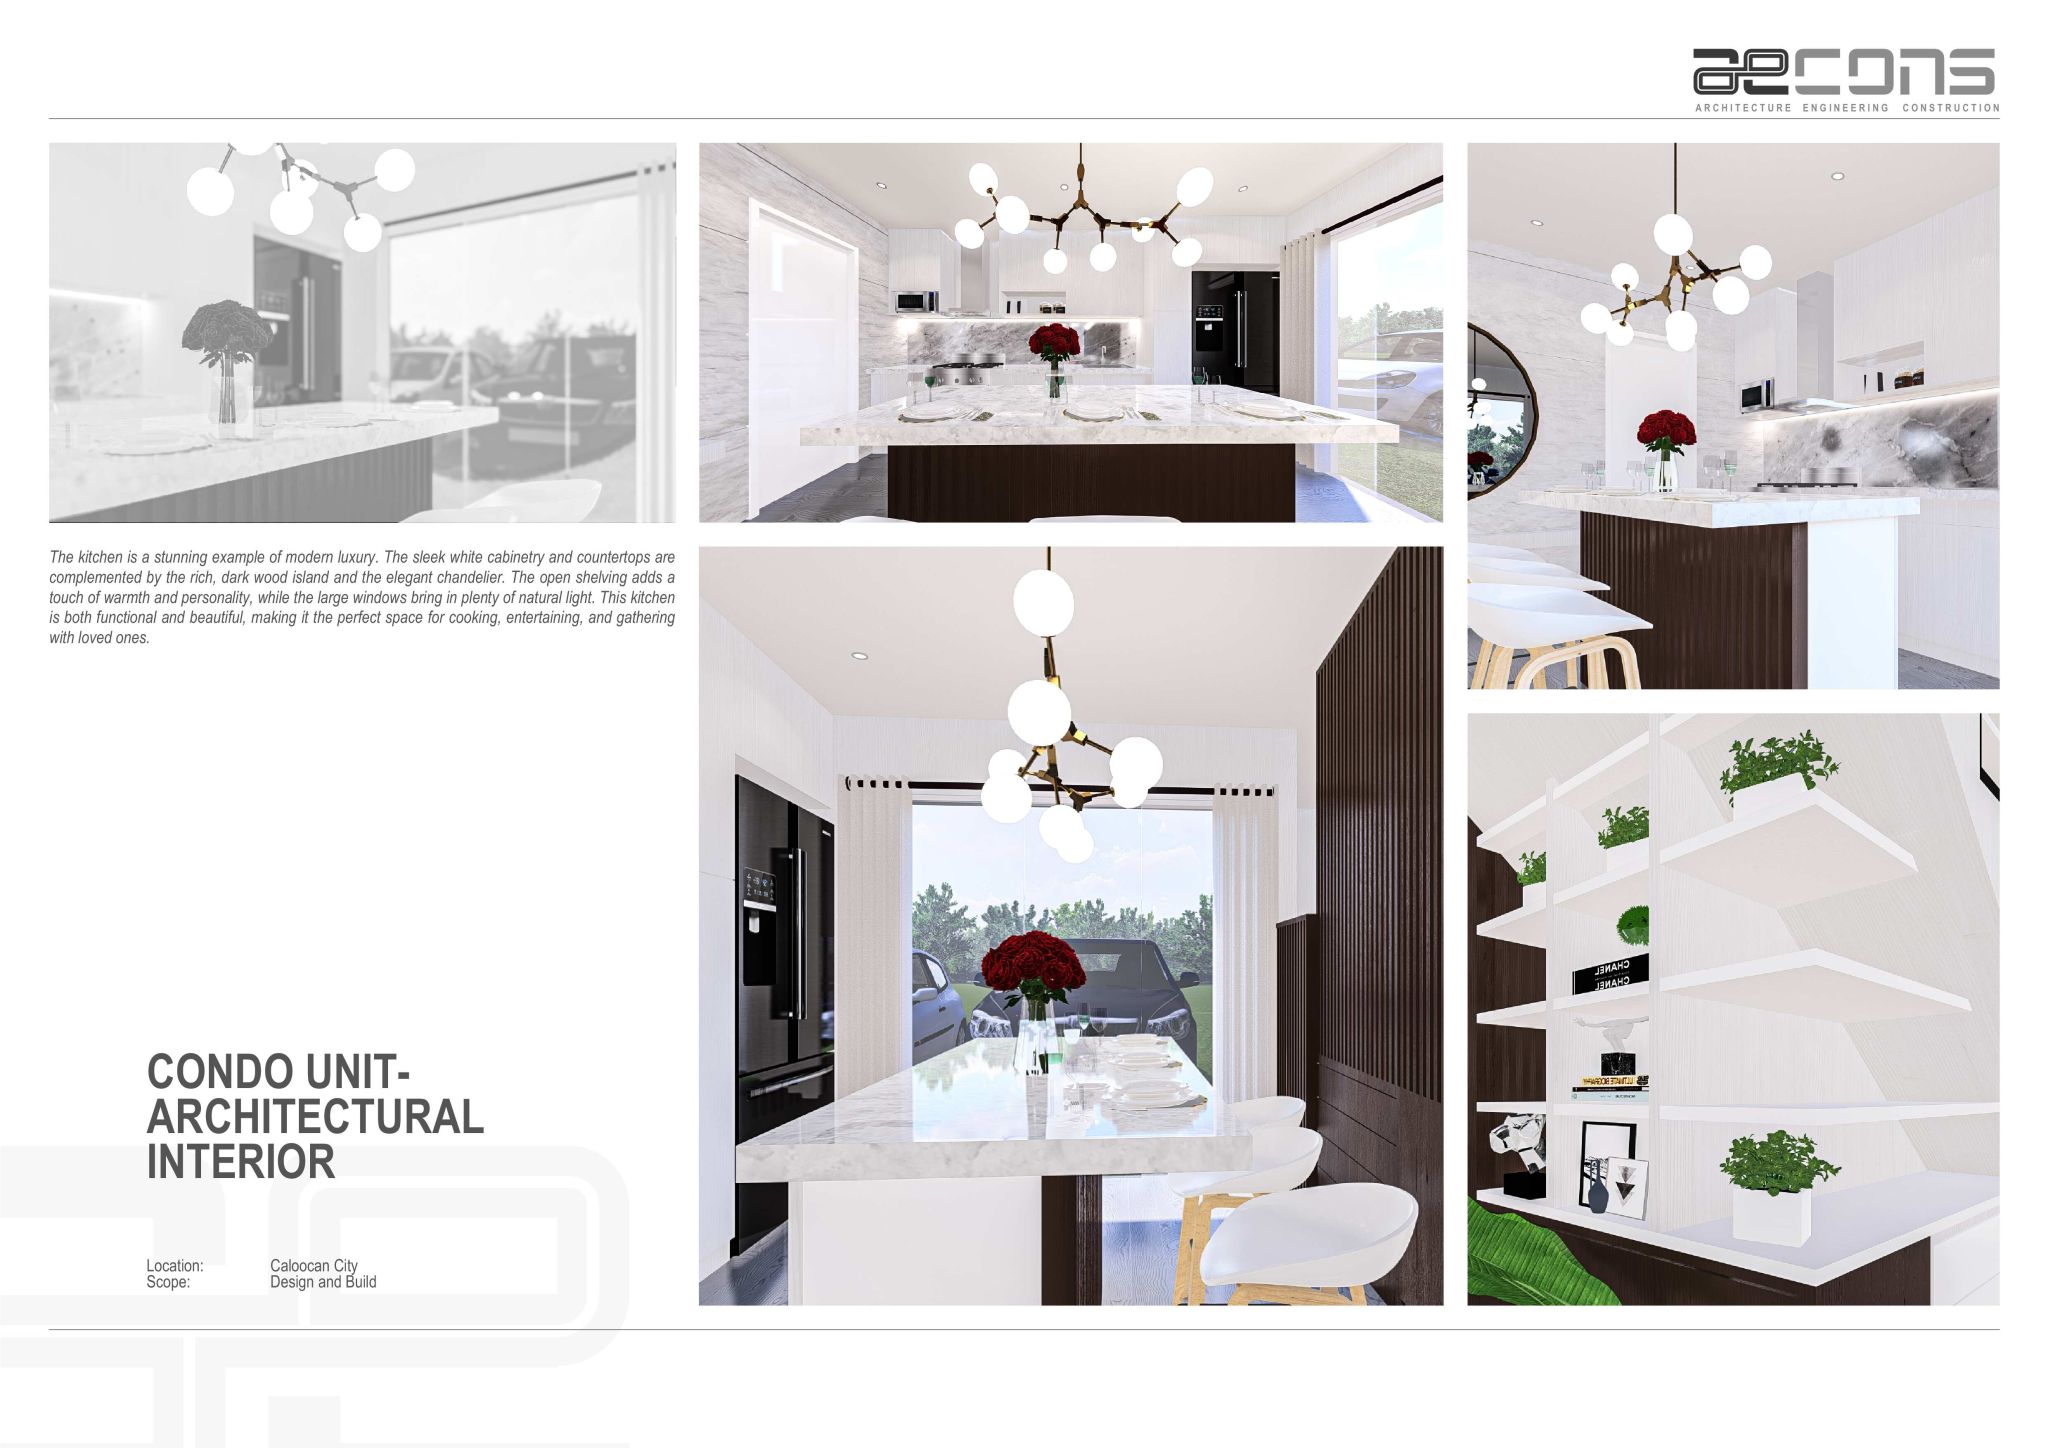 aecons
ARCHITECTURE ENGINEERING CONSTRUCTION
The kitchen is a stunning example of modern luxury. The sleek white cabinetry and countertops are
complemented by the rich, dark wood island and the elegant chandelier. The open shelving adds a
touch of warmth and personality, while the large windows bring in plenty of natural light. This kitchen
is both functional and beautiful, making it the perfect space for cooking, entertaining, and gathering
with loved ones.
CONDO UNIT-
ARCHITECTURAL
INTERIOR
Location: Caloocan City
Scope: Design and Build
CHANEL
CHANEL
ULTIMATE BIOGRAPHY